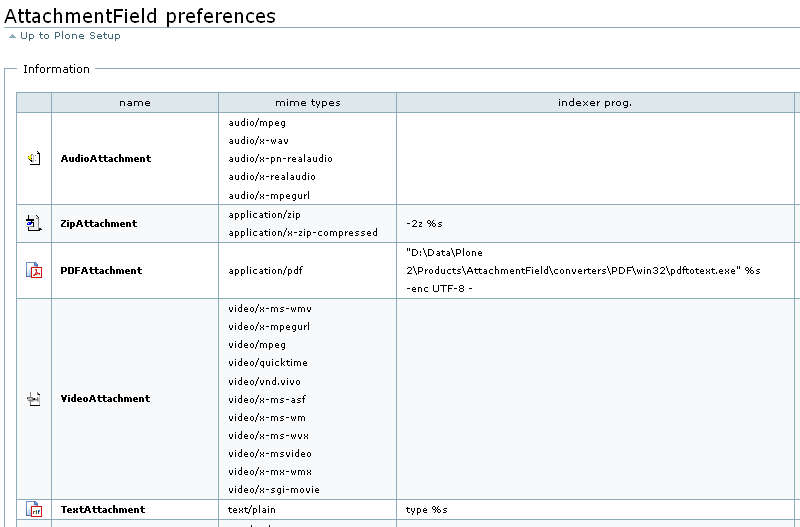 AttachmentField preferences
Up to Plone Setup
Information
name mime types indexer prog.
AudioAttachment
audio/mpeg
audio/x-wav
audio/x-pn-realaudio
audio/x-realaudio
audio/x-mpegurl
ZipAttachment
application/zip
application/x-zip-compressed
-2z %s
PDFAttachment
application/pdf
"D:\Data\Plone
2\Products\AttachmentField\converters\PDF\win32\pdftotext.exe" %s
-enc UTF-8 -
VideoAttachment
video/x-ms-wmv
video/x-mpegurl
video/mpeg
video/quicktime
video/vnd.vivo
video/x-ms-asf
video/x-ms-wm
video/x-ms-wvx
video/x-msvideo
video/x-mx-wmx
video/x-sgi-movie
TextAttachment
text/plain
type %s